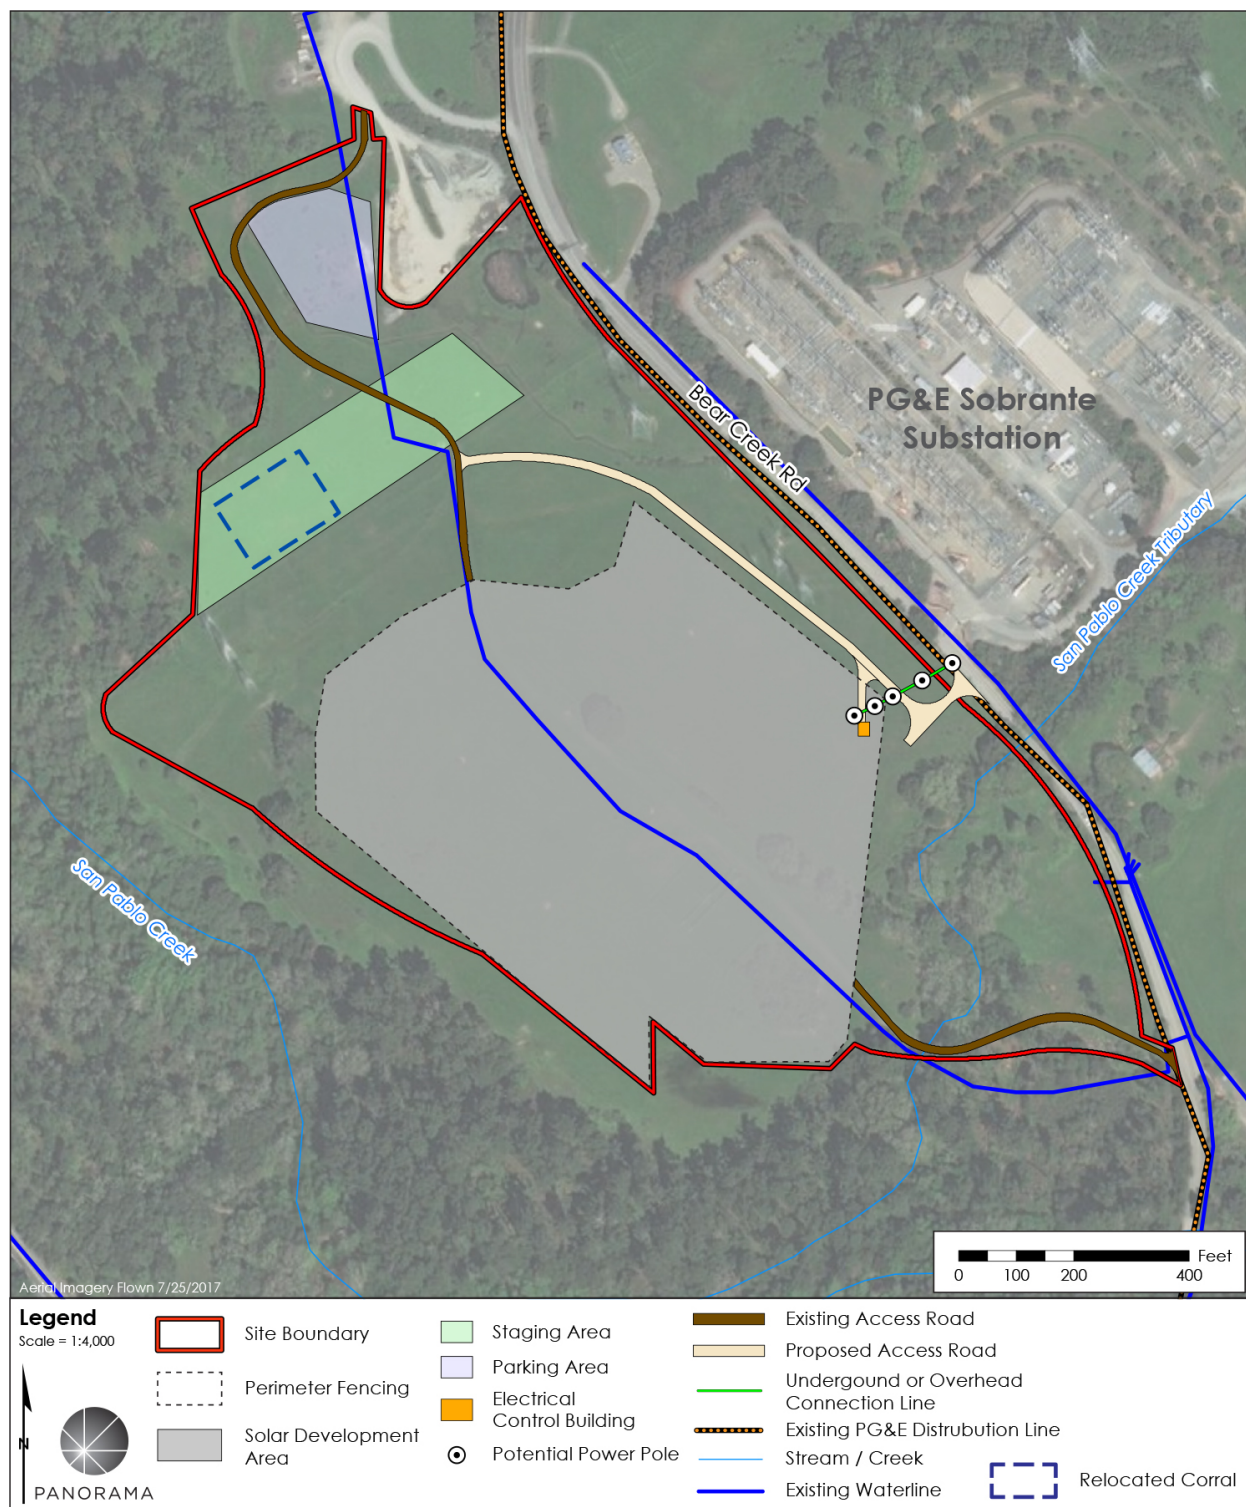 PG&E Sobrante
Substation
Bear Creek Rd
San Pablo Creek Tributary
San Pablo Creek
Aerial Imagery Flown 7/25/2017
Feet
0 100 200 400
Legend
Scale = 1:4,000
N
PANORAMA
Site Boundary
Perimeter Fencing
Solar Development
Area
Staging Area
Parking Area
Electrical
Control Building
Potential Power Pole
Existing Access Road
Proposed Access Road
Undergound or Overhead
Connection Line
Existing PG&E Distrubution Line
Stream / Creek
Existing Waterline
Relocated Corral